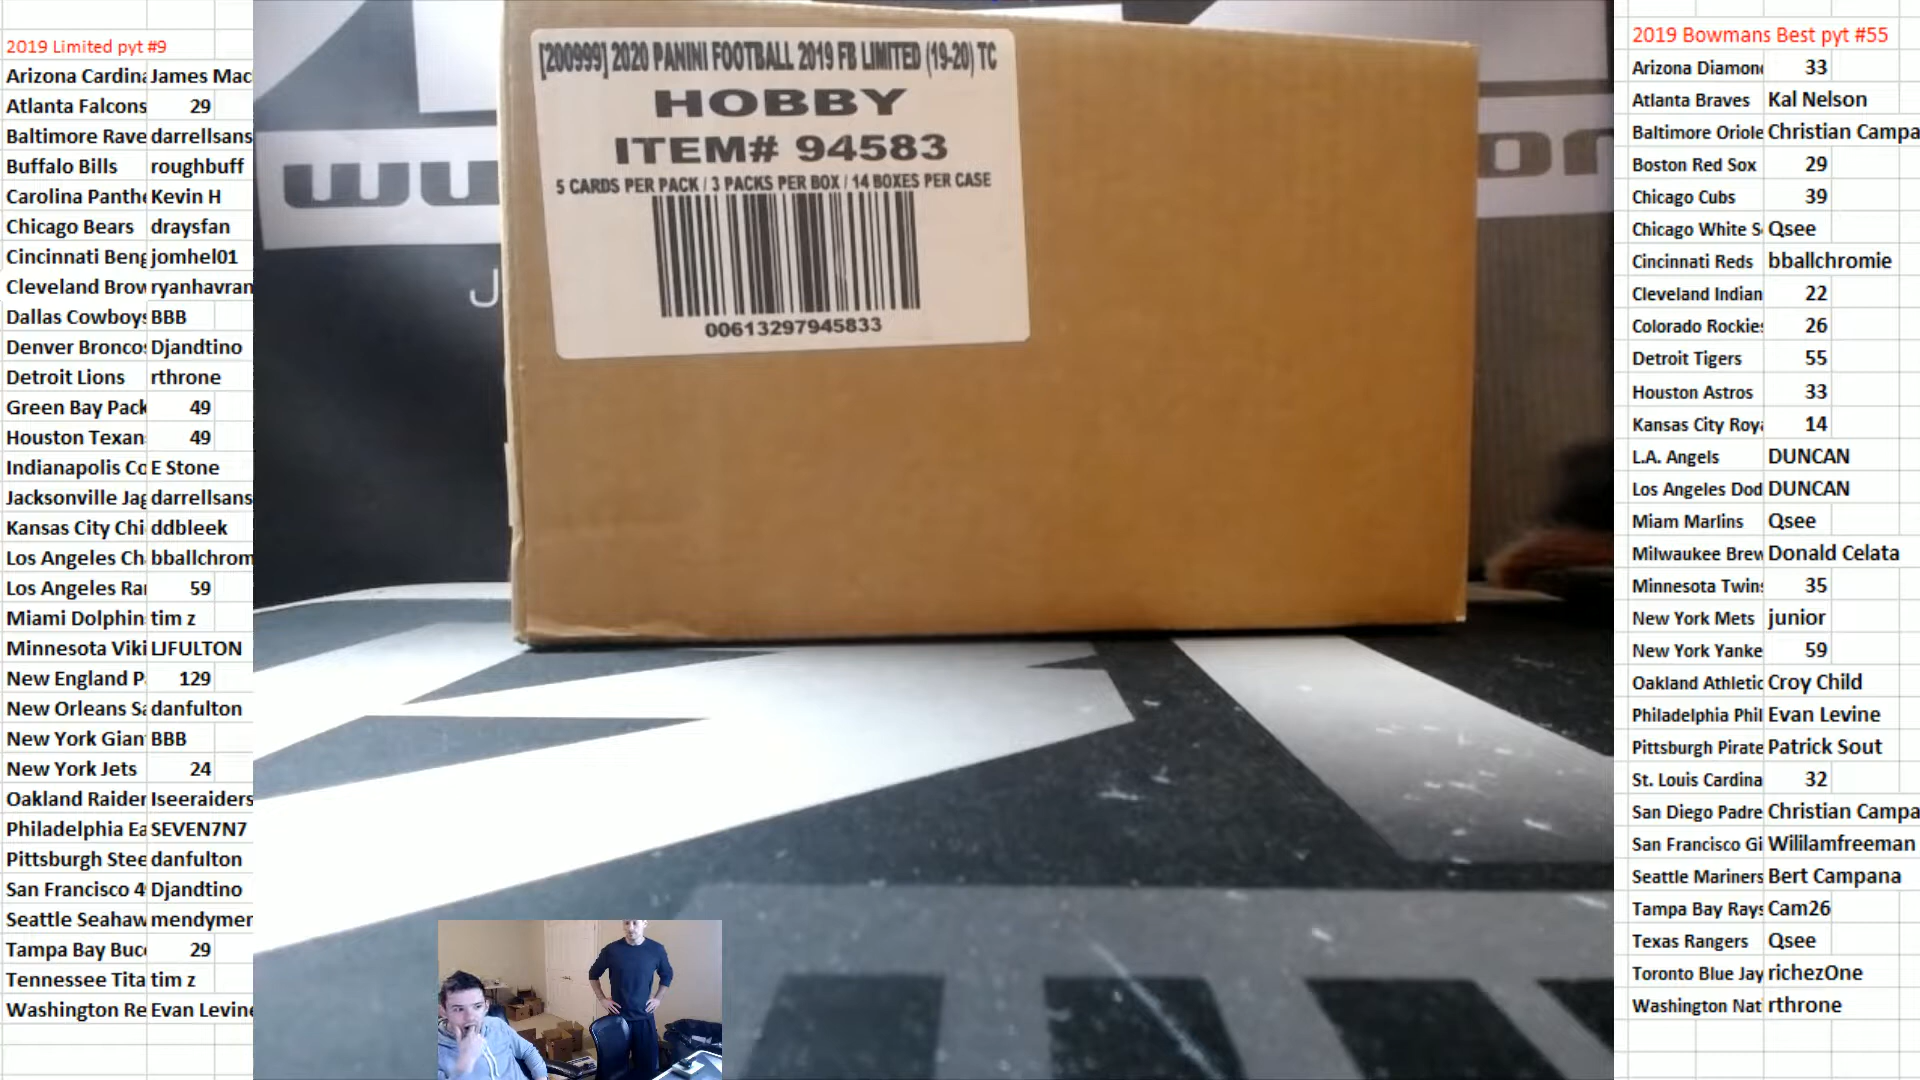 2019 Limited pyt #9
Arizona Cardina James Mac
Atlanta Falcons 29
Baltimore Rave darrellsans
Buffalo Bills roughbuff
Carolina Panthe Kevin H
Chicago Bears draysfan
Cincinnati Beng jomhel01
Cleveland Brow ryanhavran
Dallas Cowboys BBB
Denver Broncos Djandtino
Detroit Lions rthrone
Green Bay Pack 49
Houston Texan 49
Indianapolis Co E Stone
Jacksonville Jag darrellsans
Kansas City Chi ddbleek
Los Angeles Ch bballchrom
Los Angeles Ra 59
Miami Dolphin tim z
Minnesota Viki LJFULTON
New England P 129
New Orleans Sa danfulton
New York Gian BBB
New York Jets 24
Oakland Raider Iseeraiders
Philadelphia Ea SEVEN7N7
Pittsburgh Stee danfulton
San Francisco 4 Djandtino
Seattle Seahaw mendymer
Tampa Bay Bucc 29
Tennessee Tita tim z
Washington Re Evan Levine
[200999] 2020 PANINI FOOTBALL 2019 FB LIMITED (19-20) TC
HOBBY
ITEM# 94583
5 CARDS PER PACK / 3 PACKS PER BOX / 14 BOXES PER CASE
00613297945833
2019 Bowmans Best pyt #55
Arizona Diamon 33
Atlanta Braves Kal Nelson
Baltimore Oriole Christian Campa
Boston Red Sox 29
Chicago Cubs 39
Chicago White S Qsee
Cincinnati Reds bballchromie
Cleveland Indian 22
Colorado Rockie 26
Detroit Tigers 55
Houston Astros 33
Kansas City Roya 14
L.A. Angels DUNCAN
Los Angeles Dod DUNCAN
Miam Marlins Qsee
Milwaukee Brew Donald Celata
Minnesota Twins 35
New York Mets junior
New York Yanke 59
Oakland Athletic Croy Child
Philadelphia Phil Evan Levine
Pittsburgh Pirate Patrick Sout
St. Louis Cardina 32
San Diego Padre Christian Campa
San Francisco Gi Wililamfreeman
Seattle Mariners Bert Campana
Tampa Bay Rays Cam26
Texas Rangers Qsee
Toronto Blue Jay richezOne
Washington Nat rthrone